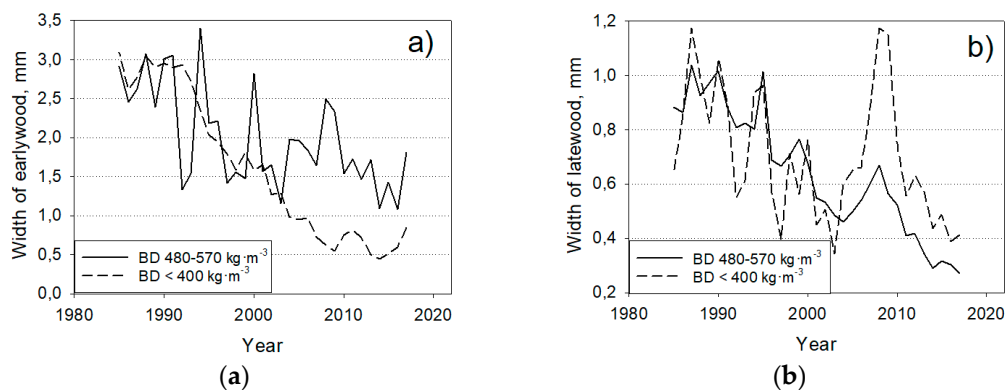 a)
3,5
3,0
2,5
2,0
1,5
1,0
0,5
0,0
Width of earlywood, mm
BD 480-570 kg·m⁻³
BD < 400 kg·m⁻³
1980 1990 2000 2010 2020
Year
(a)
b)
1,2
1,0
0,8
0,6
0,4
0,2
Width of latewood, mm
BD 480-570 kg·m⁻³
BD < 400 kg·m⁻³
1980 1990 2000 2010 2020
Year
(b)